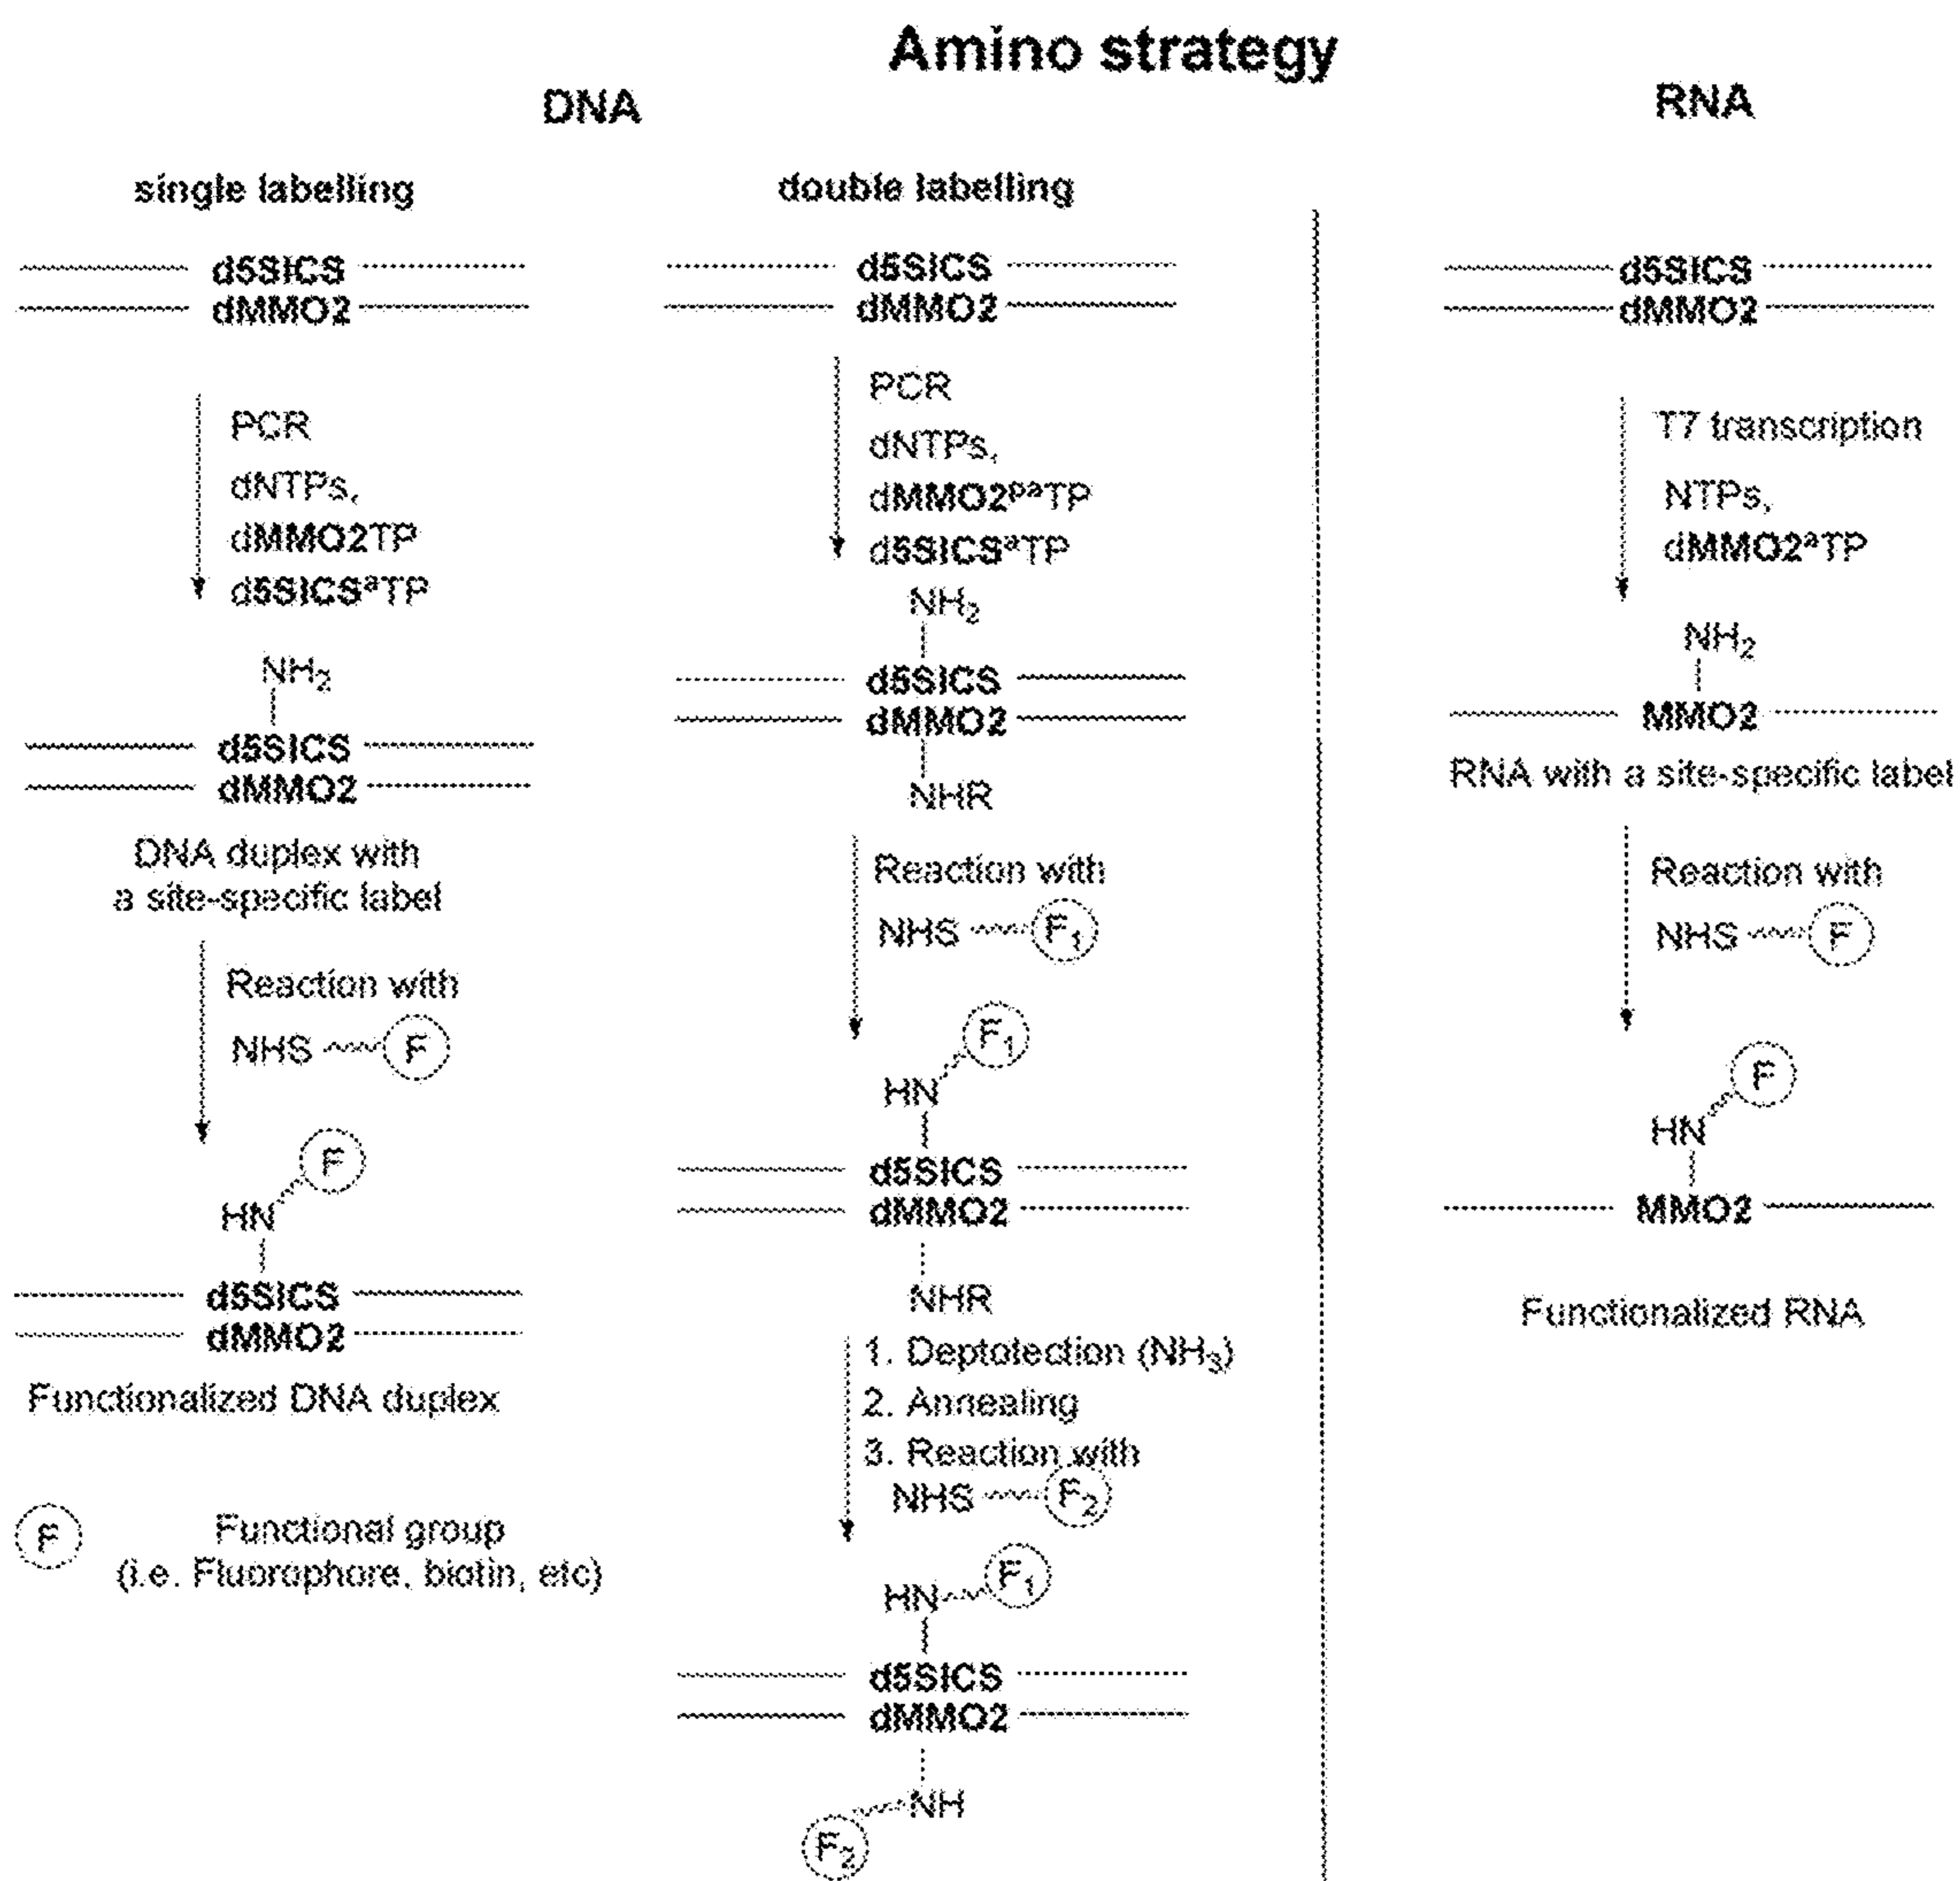 Amino strategy
DNA
single labelling
d5SICS
dMMO2
PCR
dNTPs,
dMMO2TP
d5SICSᵃTP
NH₂
d5SICS
dMMO2
DNA duplex with
a site-specific label
Reaction with
NHS F
F
HN
d5SICS
dMMO2
Functionalized DNA duplex
F Functional group
(i.e. Fluorophore, biotin, etc)
double labelling
d5SICS
dMMO2
PCR
dNTPs,
dMMO2ᵖᵃTP
d5SICSᵃTP
NH₂
d5SICS
dMMO2
NHR
Reaction with
NHS F₁
F₁
HN
d5SICS
dMMO2
NHR
1. Deptotection (NH₃)
2. Annealing
3. Reaction with
NHS F₂
HN F₁
d5SICS
dMMO2
NH
F₂
RNA
d5SICS
dMMO2
T7 transcription
NTPs,
dMMO2ᵃTP
NH₂
MMO2
RNA with a site-specific label
Reaction with
NHS F
F
HN
MMO2
Functionalized RNA